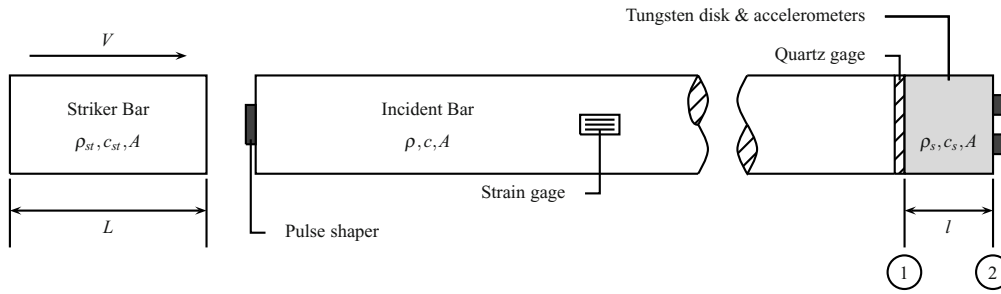 Tungsten disk & accelerometers
V
Quartz gage
Striker Bar
Incident Bar
ρst, cst, A
ρ, c, A
ρs, cs, A
Strain gage
L
Pulse shaper
l
1
2